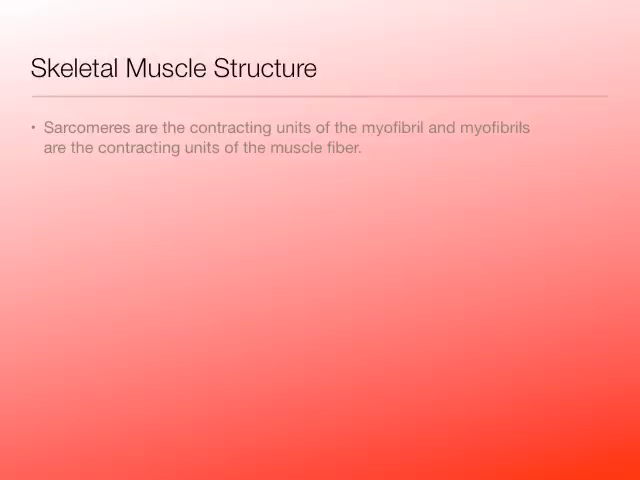 Skeletal Muscle Structure
• Sarcomeres are the contracting units of the myofibril and myofibrils
are the contracting units of the muscle fiber.